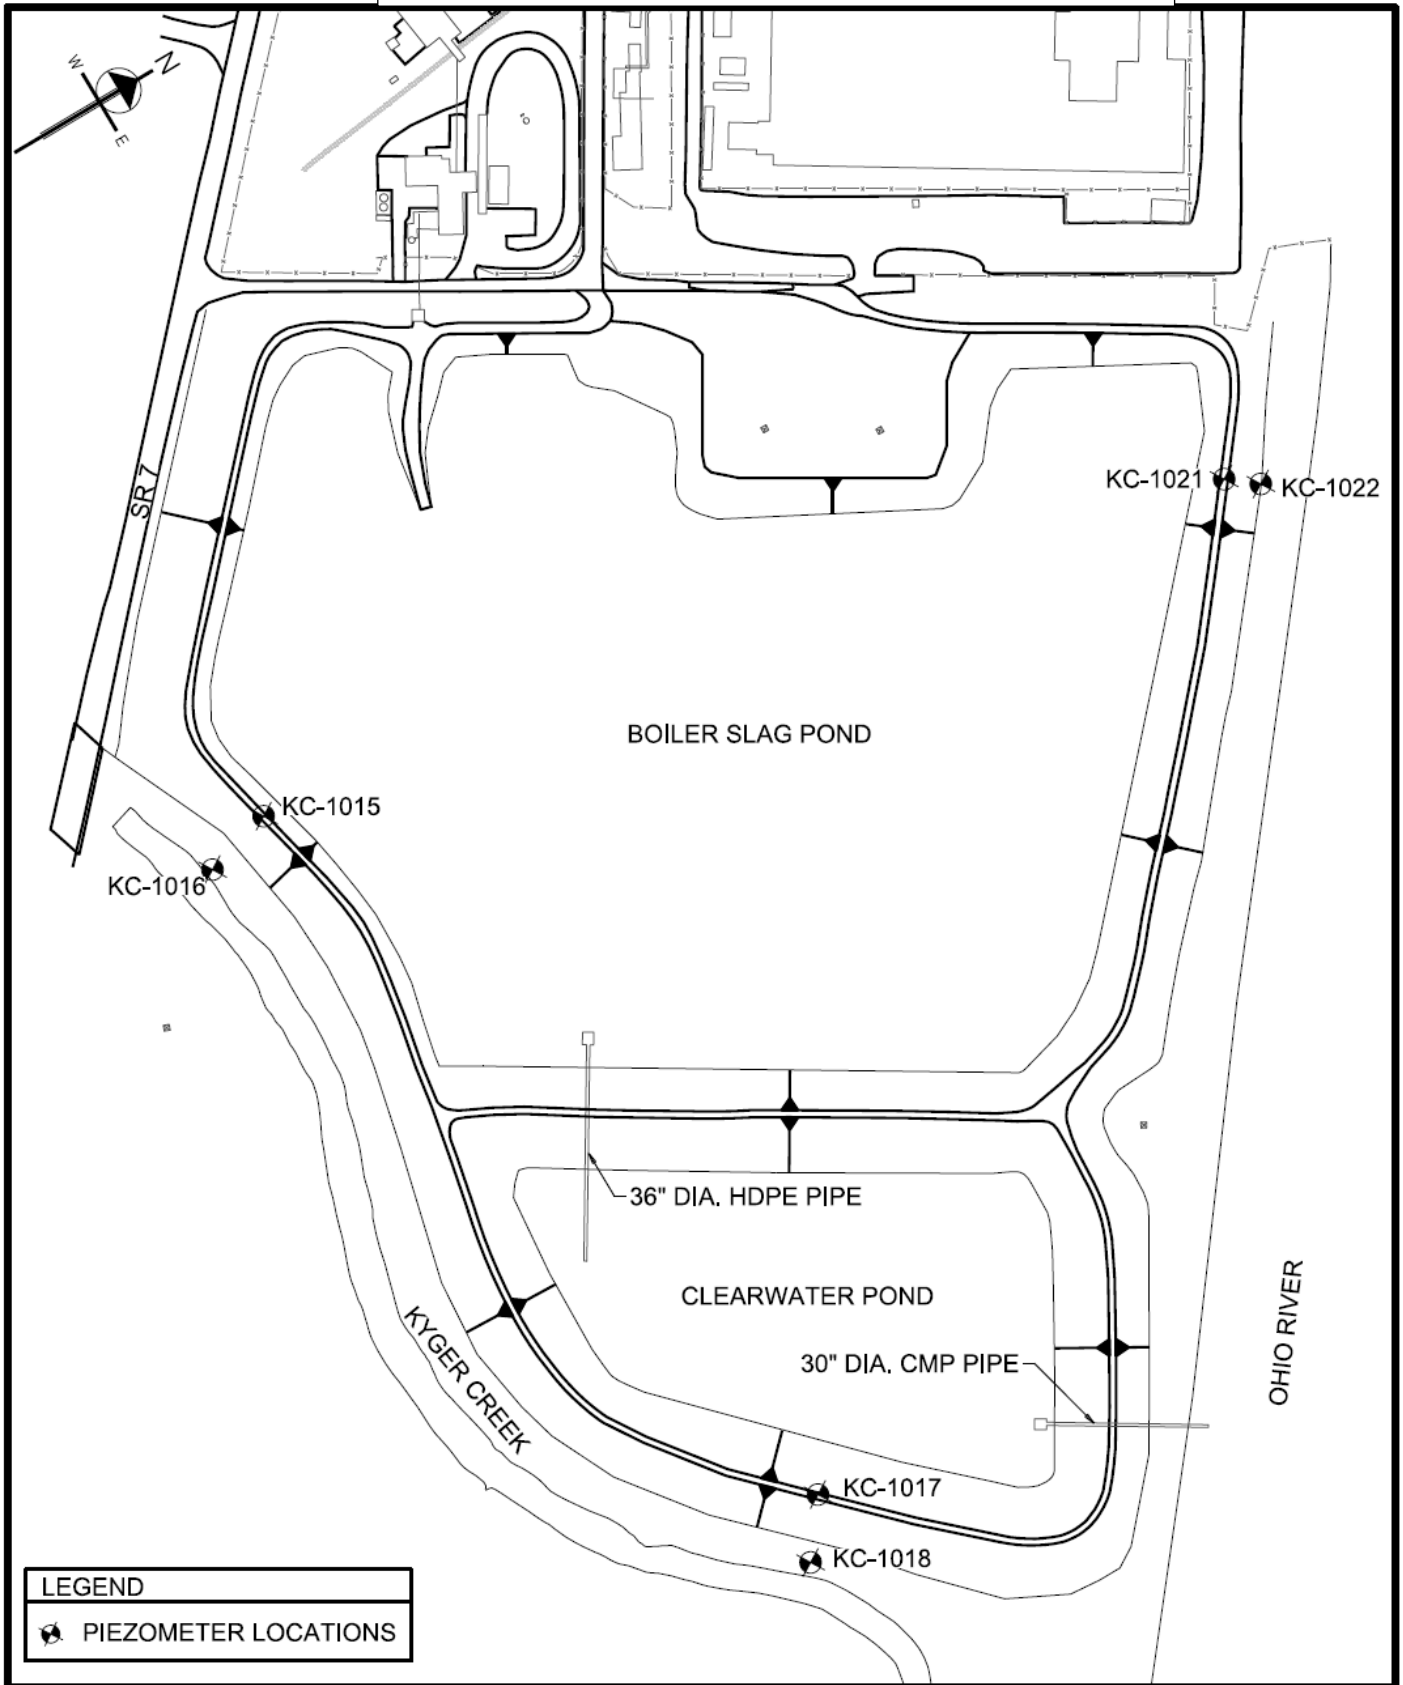 W
N
E
SR 7
KC-1021
KC-1022
BOILER SLAG POND
KC-1015
KC-1016
36" DIA. HDPE PIPE
CLEARWATER POND
30" DIA. CMP PIPE
OHIO RIVER
KYGER CREEK
KC-1017
KC-1018
LEGEND
PIEZOMETER LOCATIONS